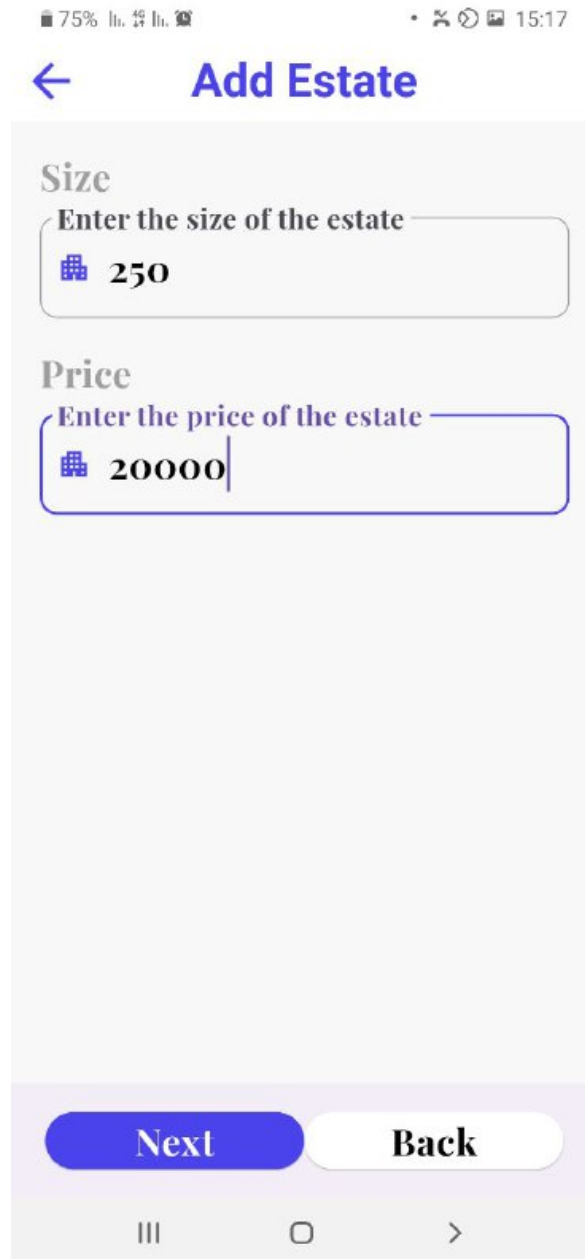 75% 15:17
Add Estate
Size
Enter the size of the estate
250
Price
Enter the price of the estate
20000
Next Back